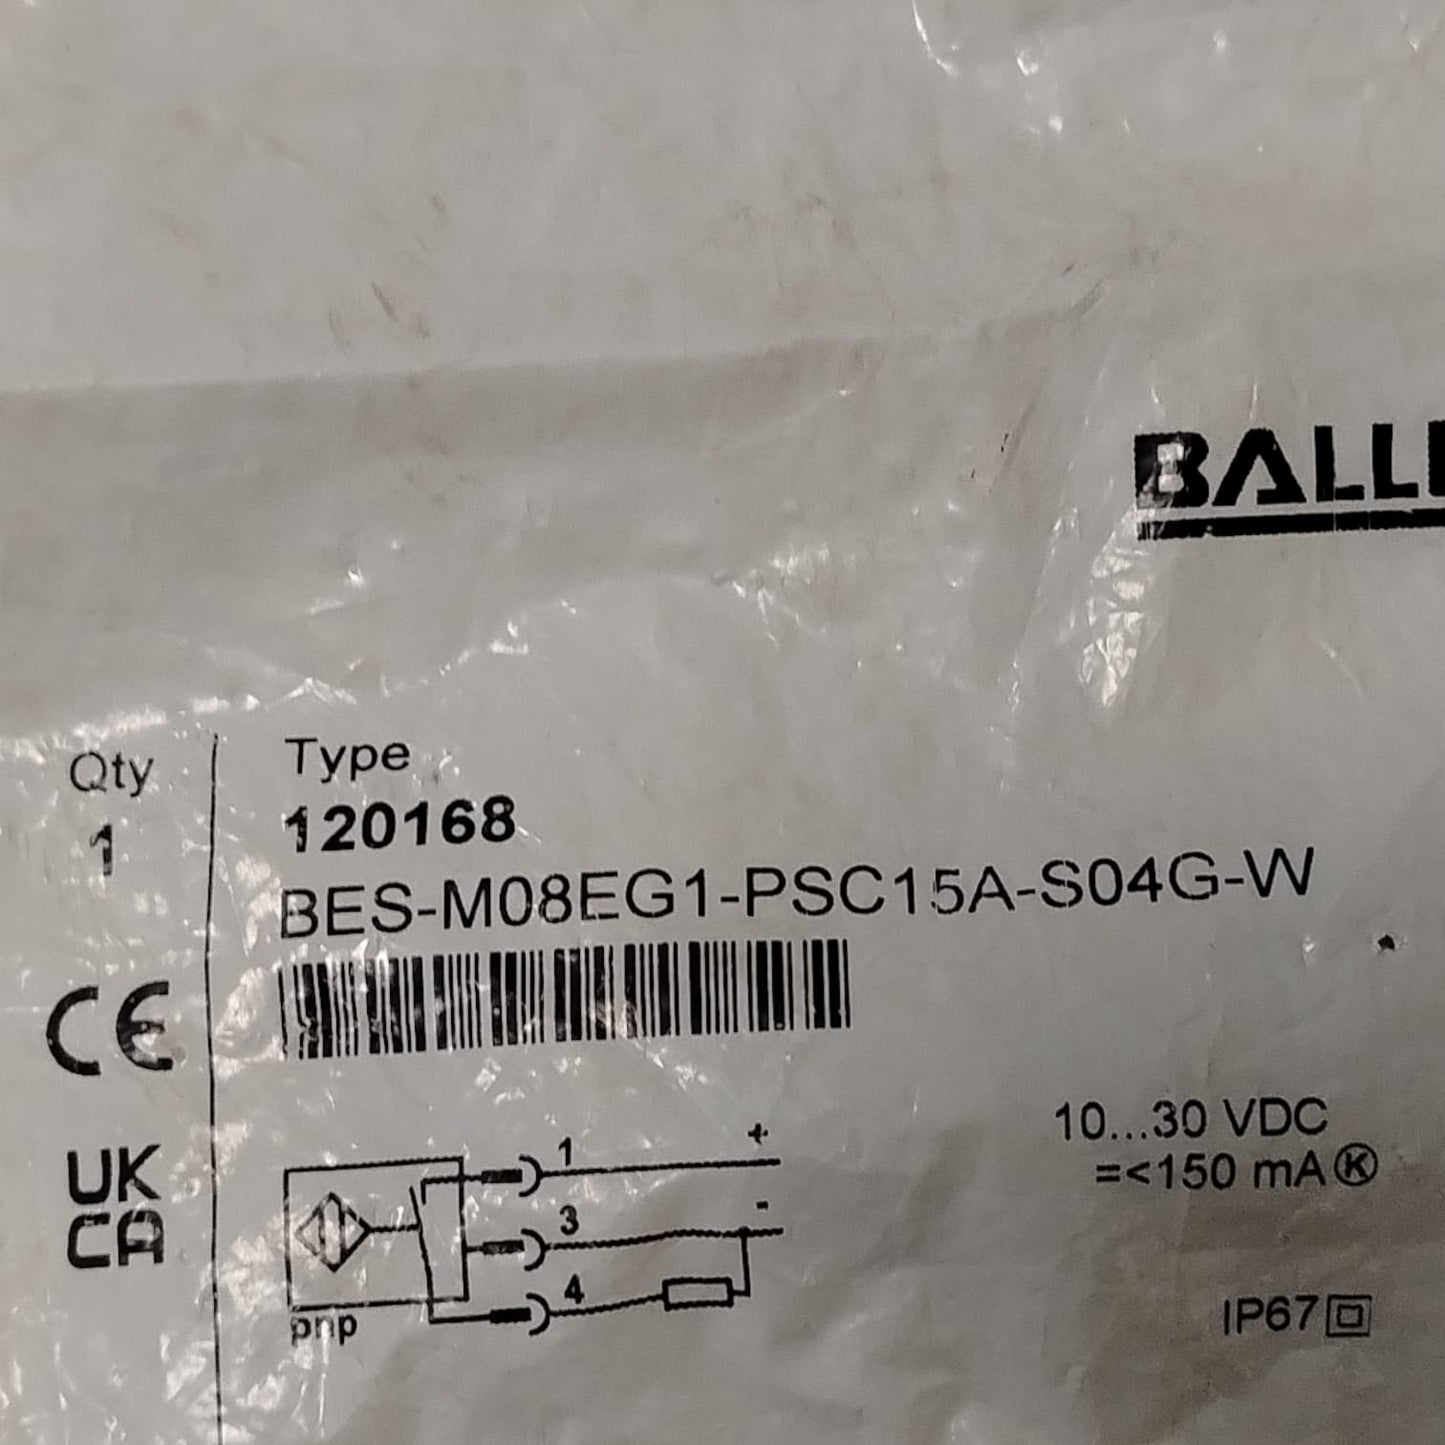 BALL
Qty
1
Type
120168
BES-M08EG1-PSC15A-S04G-W
CE
UK
CA
10...30 VDC
=<150 mA Ⓚ
1 +
3 -
4
pnp
IP67